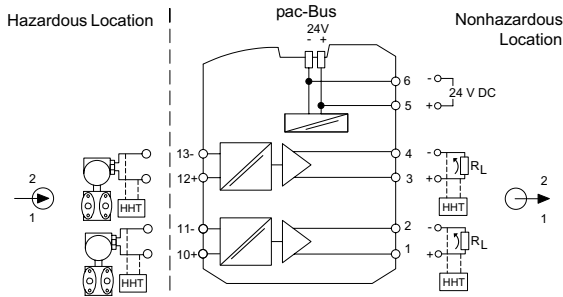 Hazardous Location
pac-Bus
Nonhazardous
Location
24V
- +
6
5
- 
+
24 V DC
13-
12+
4
3
-
+
RL
HHT
HHT
2
1
2
1
11-
10+
2
1
-
+
RL
HHT
HHT